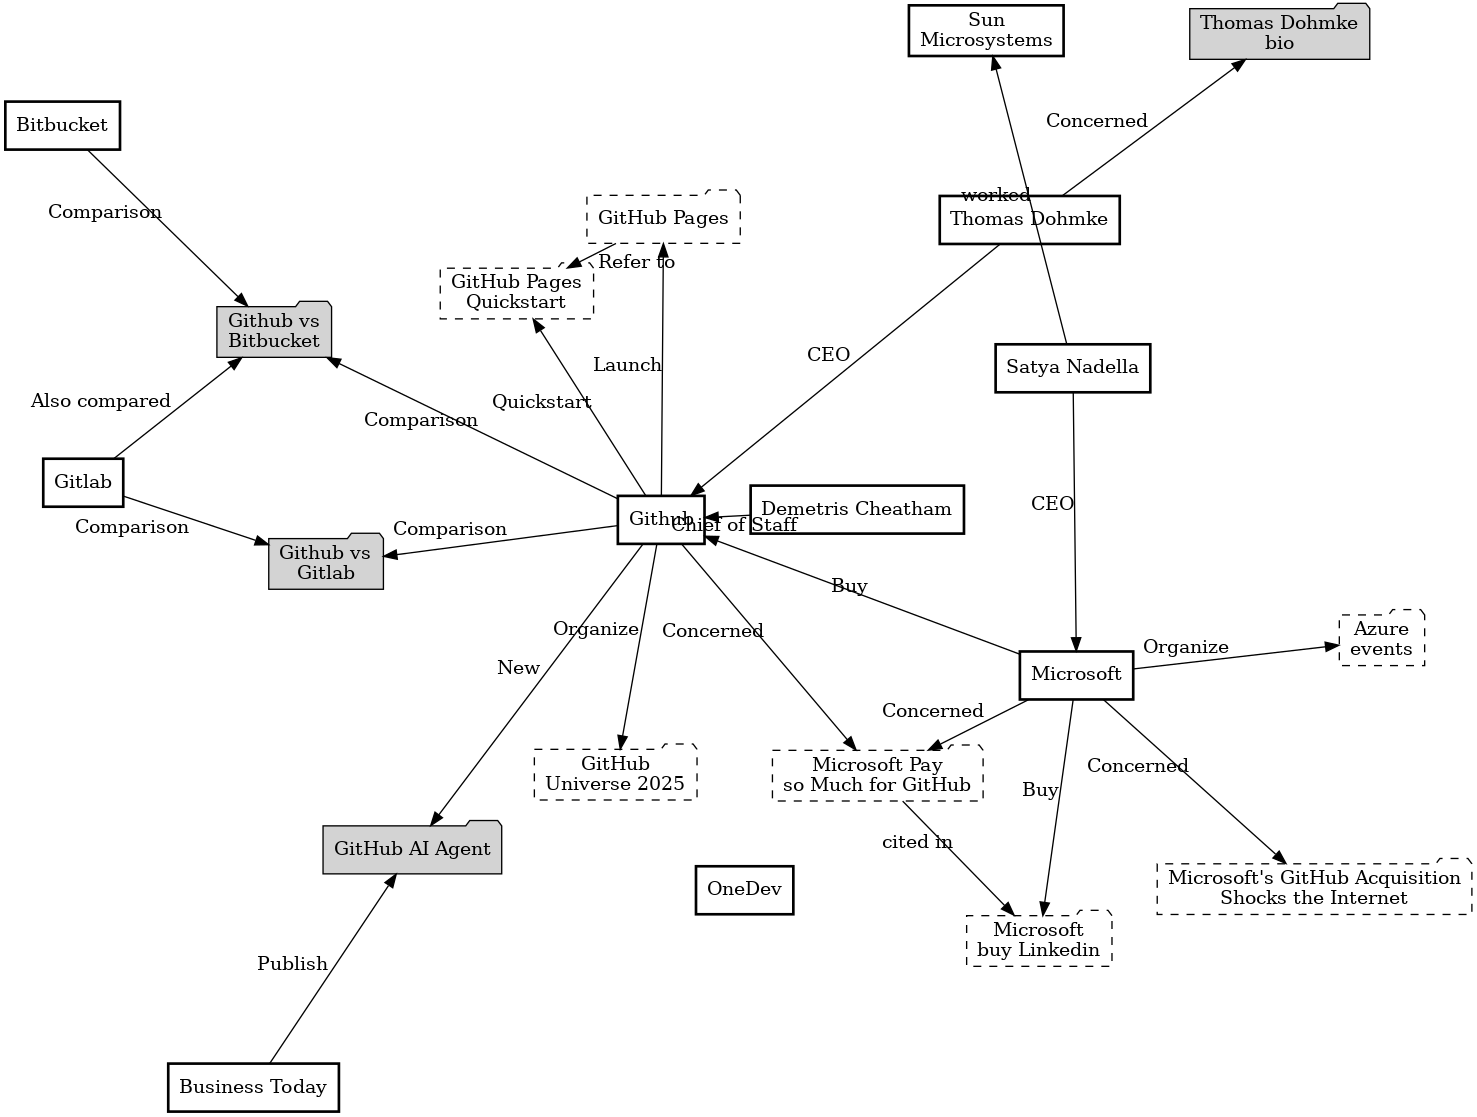 Sun
Microsystems
Thomas Dohmke
bio
Bitbucket
Concerned
worked
Thomas Dohmke
Comparison
GitHub Pages
Refer to
GitHub Pages
Quickstart
Github vs
Bitbucket
CEO
Launch
Satya Nadella
Also compared
Quickstart
Comparison
Gitlab
CEO
Demetris Cheatham
Github
Chief of Staff
Comparison
Comparison
Github vs
Gitlab
Buy
Organize
Concerned
Azure
events
Organize
New
Microsoft
Concerned
GitHub
Universe 2025
Microsoft Pay
so Much for GitHub
Concerned
Buy
cited in
GitHub AI Agent
OneDev
Microsoft's GitHub Acquisition
Shocks the Internet
Microsoft
buy Linkedin
Publish
Business Today